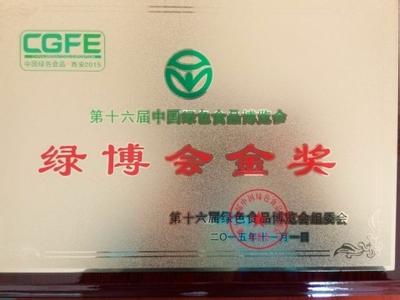 CGFE
中国绿色食品·西安2015
第十六届中国绿色食品博览会
绿博会金奖
第十六届绿色食品博览会组委会
二〇一五年十一月